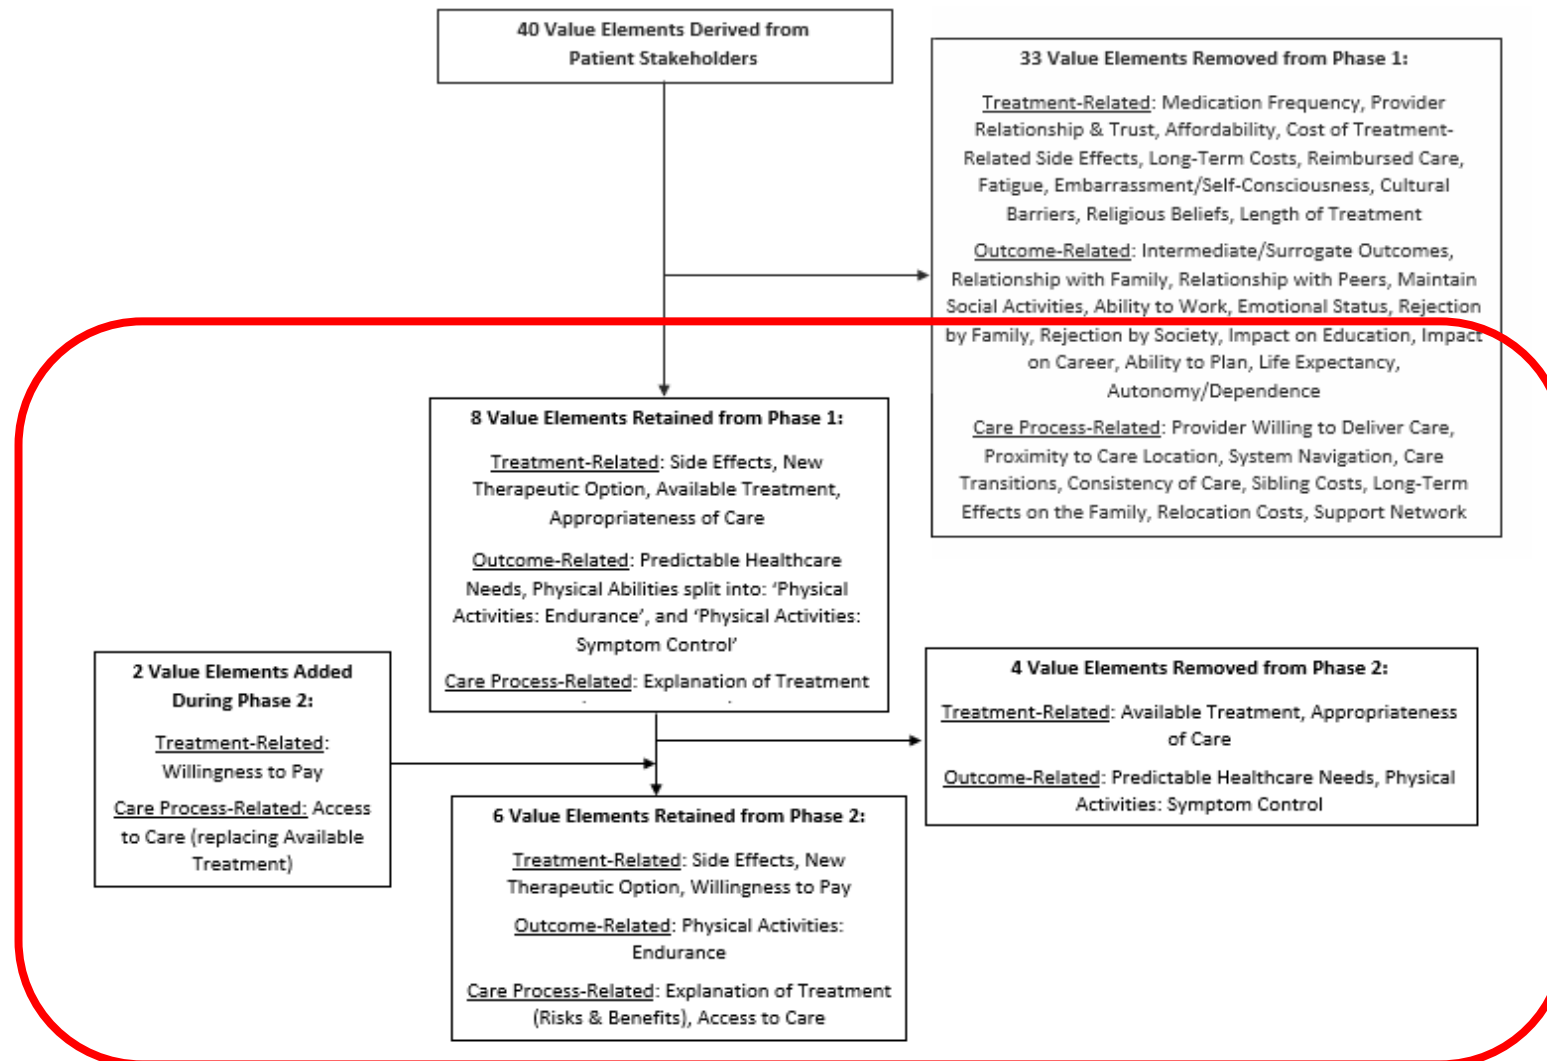 40 Value Elements Derived from
Patient Stakeholders
33 Value Elements Removed from Phase 1:
Treatment-Related: Medication Frequency, Provider
Relationship & Trust, Affordability, Cost of Treatment-
Related Side Effects, Long-Term Costs, Reimbursed Care,
Fatigue, Embarrassment/Self-Consciousness, Cultural
Barriers, Religious Beliefs, Length of Treatment
Outcome-Related: Intermediate/Surrogate Outcomes,
Relationship with Family, Relationship with Peers, Maintain
Social Activities, Ability to Work, Emotional Status, Rejection
by Family, Rejection by Society, Impact on Education, Impact
on Career, Ability to Plan, Life Expectancy,
Autonomy/Dependence
Care Process-Related: Provider Willing to Deliver Care,
Proximity to Care Location, System Navigation, Care
Transitions, Consistency of Care, Sibling Costs, Long-Term
Effects on the Family, Relocation Costs, Support Network
8 Value Elements Retained from Phase 1:
Treatment-Related: Side Effects, New
Therapeutic Option, Available Treatment,
Appropriateness of Care
Outcome-Related: Predictable Healthcare
Needs, Physical Abilities split into: ‘Physical
Activities: Endurance’, and ‘Physical Activities:
Symptom Control’
Care Process-Related: Explanation of Treatment
2 Value Elements Added
During Phase 2:
Treatment-Related:
Willingness to Pay
Care Process-Related: Access
to Care (replacing Available
Treatment)
4 Value Elements Removed from Phase 2:
Treatment-Related: Available Treatment, Appropriateness
of Care
Outcome-Related: Predictable Healthcare Needs, Physical
Activities: Symptom Control
6 Value Elements Retained from Phase 2:
Treatment-Related: Side Effects, New
Therapeutic Option, Willingness to Pay
Outcome-Related: Physical Activities:
Endurance
Care Process-Related: Explanation of Treatment
(Risks & Benefits), Access to Care